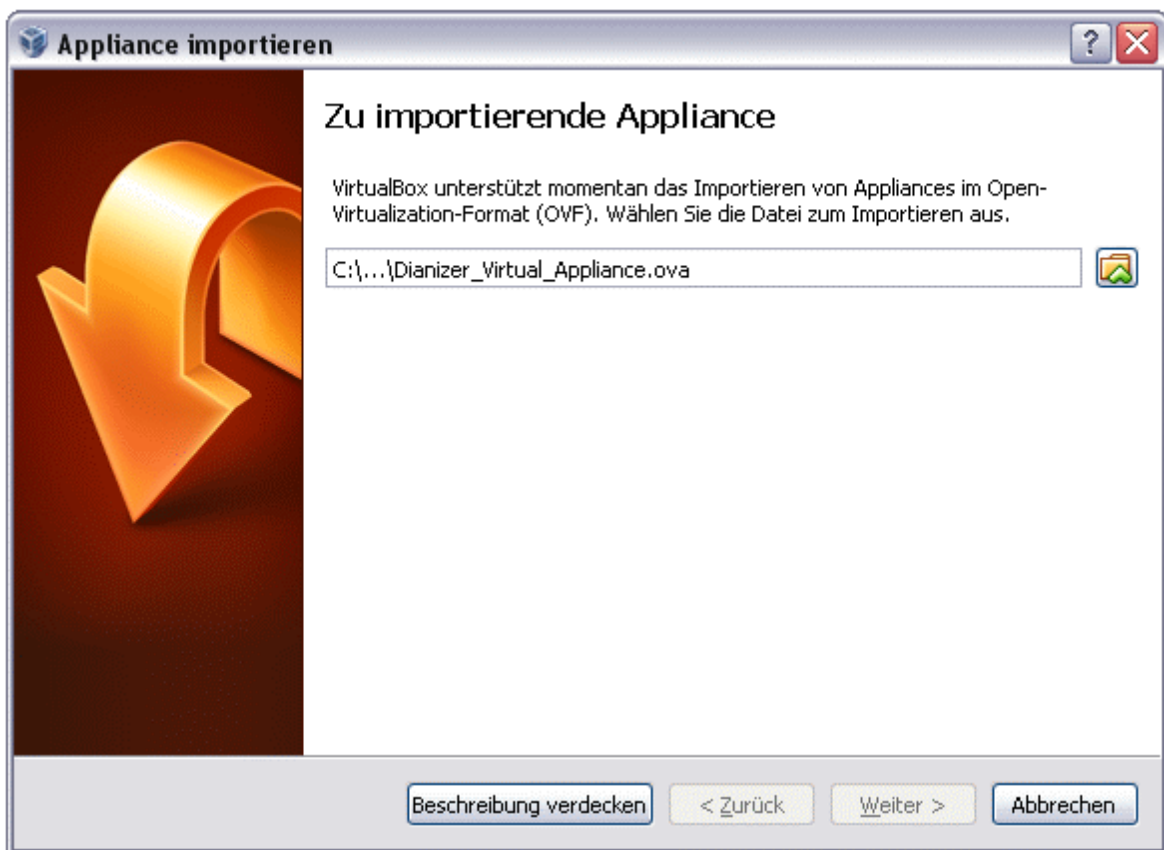 Appliance importieren
Zu importierende Appliance
VirtualBox unterstützt momentan das Importieren von Appliances im Open-
Virtualization-Format (OVF). Wählen Sie die Datei zum Importieren aus.
C:\...\Dianizer_Virtual_Appliance.ova
Beschreibung verdecken
< Zurück
Weiter >
Abbrechen